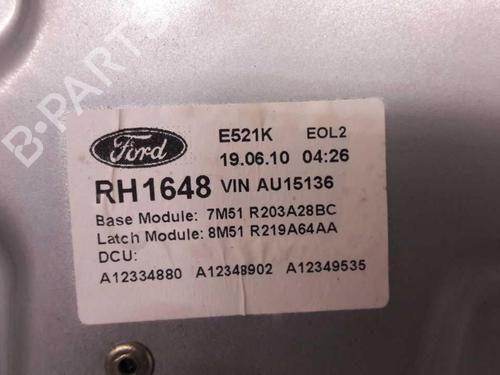 Ford
E521K EOL2
19.06.10 04:26
RH1648 VIN AU15136
Base Module: 7M51 R203A28BC
Latch Module: 8M51 R219A64AA
DCU:
A12334880 A12348902 A12349535
B-PARTS